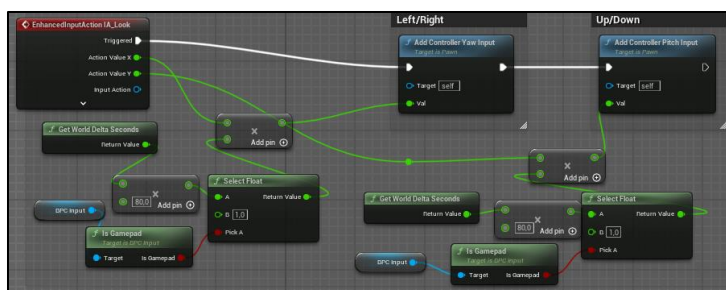 Left/Right
Up/Down
EnhancedInputAction IA_Look
Triggered
Action Value X
Action Value Y
Input Action
Add Controller Yaw Input
Target is Pawn
Target self
Val
Add Controller Pitch Input
Target is Pawn
Target self
Val
Get World Delta Seconds
Return Value
Add pin
80,0
Add pin
Select Float
A
Return Value
B 1,0
Pick A
GPC Input
Is Gamepad
Target is GPC Input
Target
Is Gamepad
Add pin
Get World Delta Seconds
Return Value
80,0
Add pin
Select Float
A
Return Value
B 1,0
Pick A
GPC Input
Is Gamepad
Target is GPC Input
Target
Is Gamepad